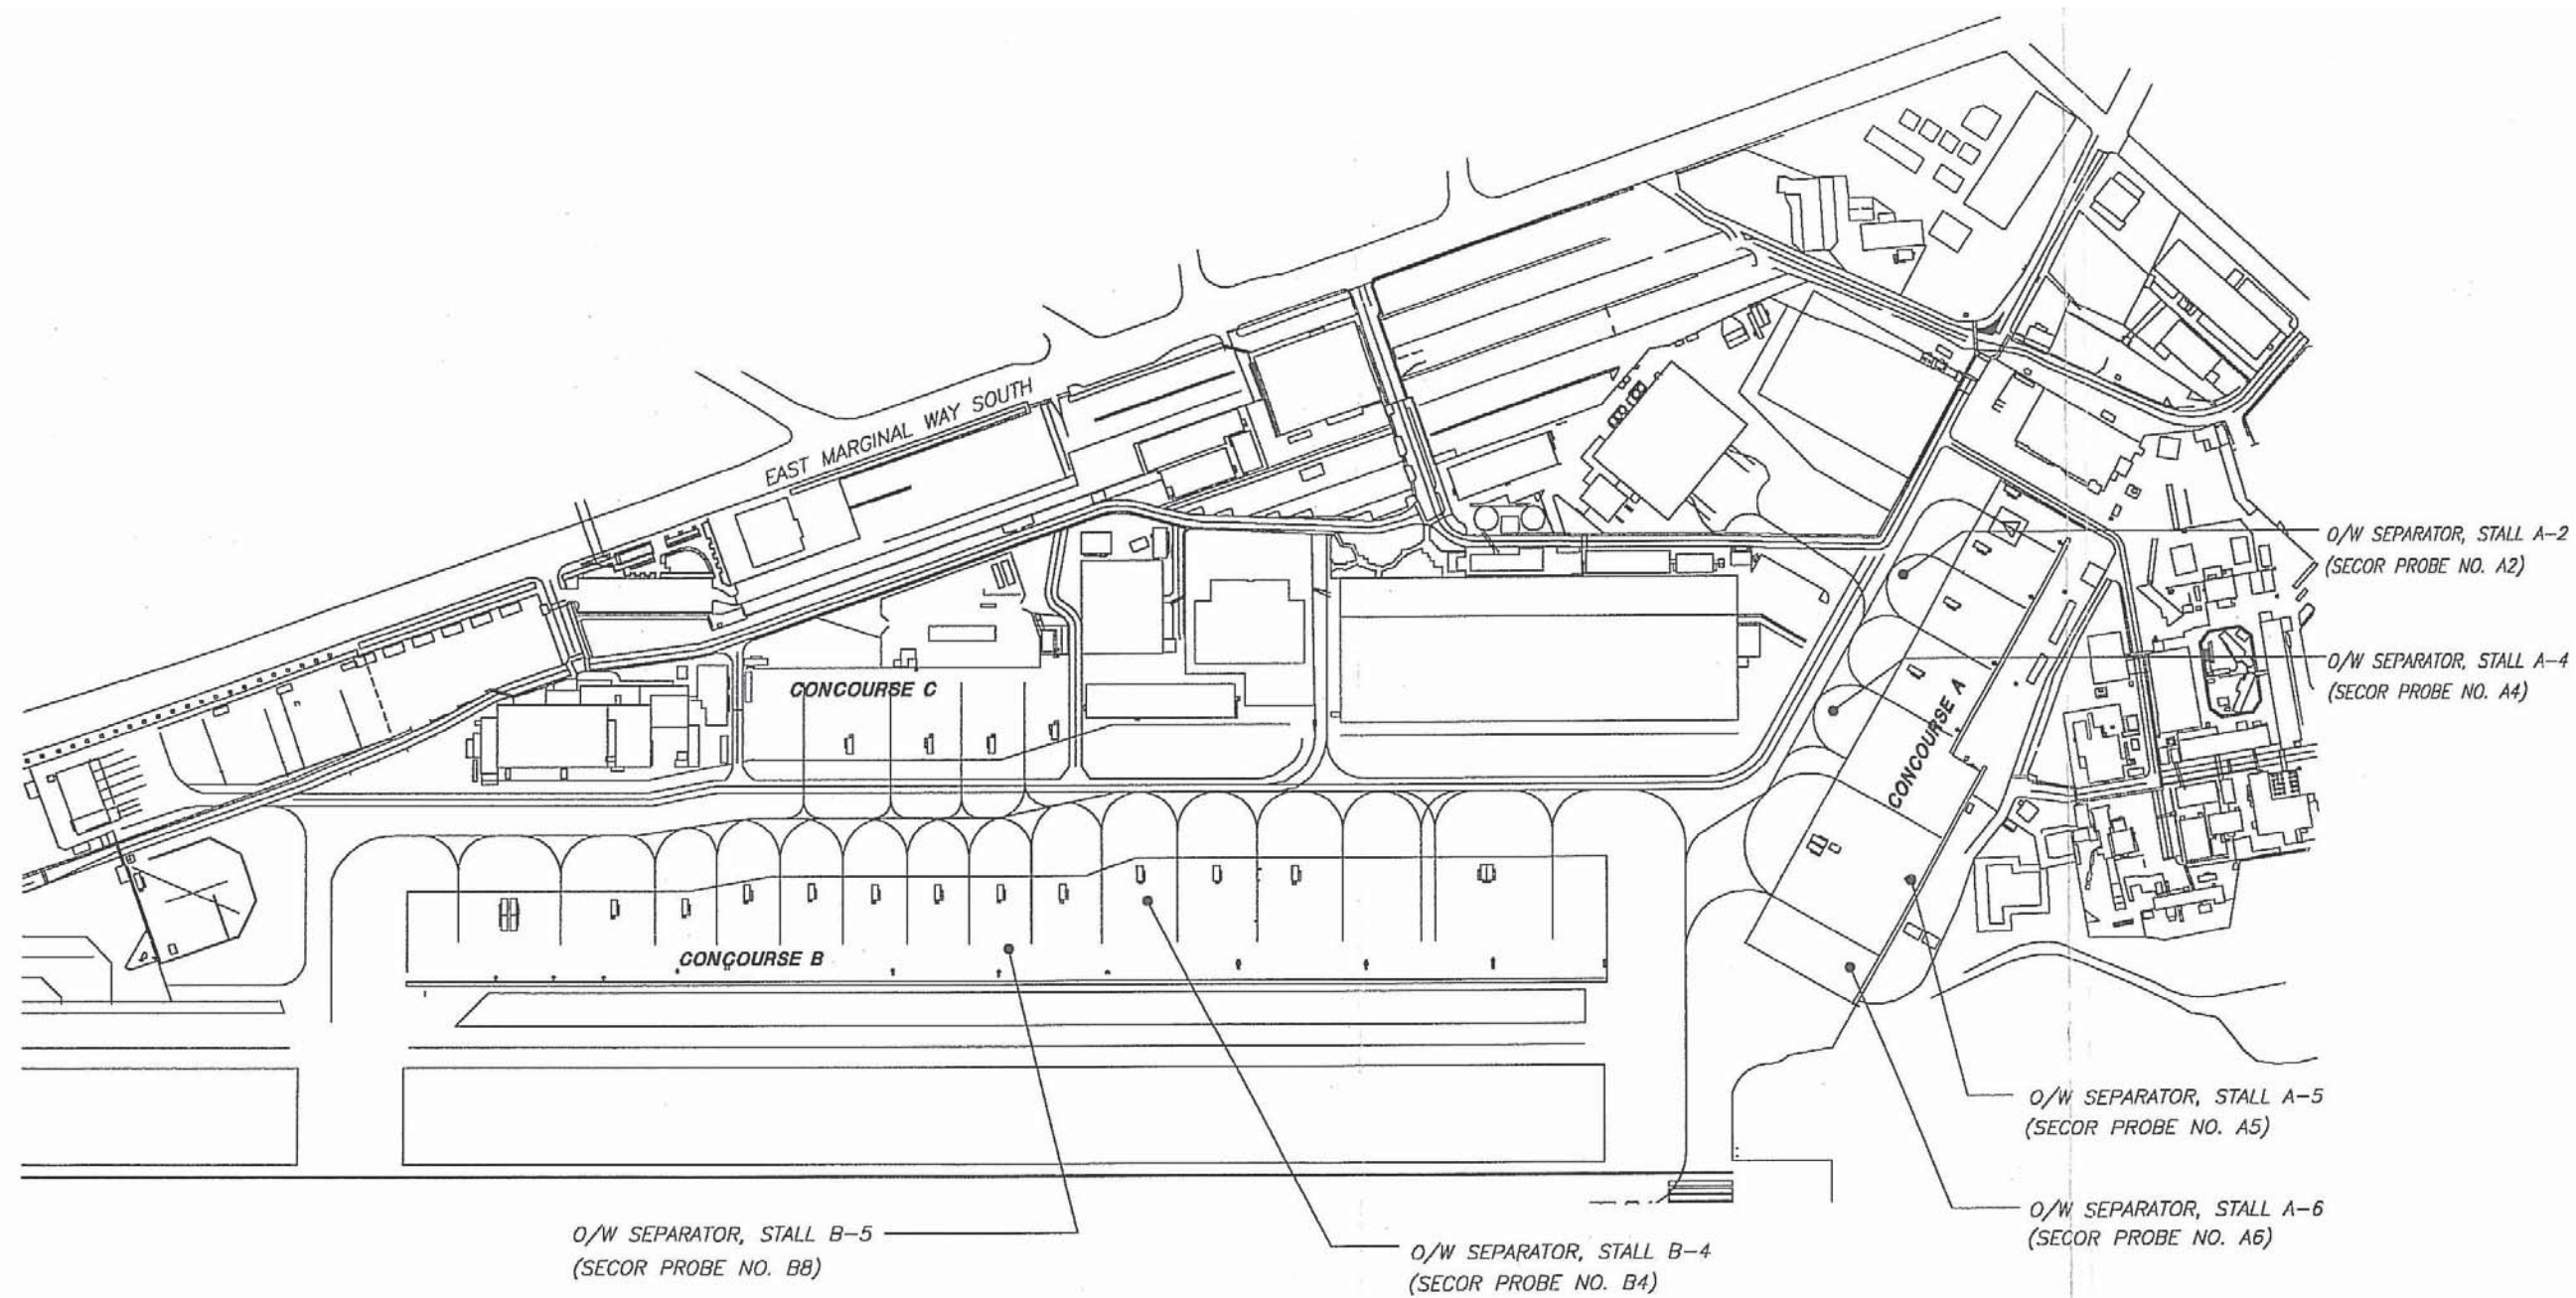 EAST MARGINAL WAY SOUTH
O/W SEPARATOR, STALL A-2
(SECOR PROBE NO. A2)
O/W SEPARATOR, STALL A-4
(SECOR PROBE NO. A4)
CONCOURSE C
CONCOURSE A
CONCOURSE B
O/W SEPARATOR, STALL A-5
(SECOR PROBE NO. A5)
O/W SEPARATOR, STALL A-6
(SECOR PROBE NO. A6)
O/W SEPARATOR, STALL B-5
(SECOR PROBE NO. B8)
O/W SEPARATOR, STALL B-4
(SECOR PROBE NO. B4)